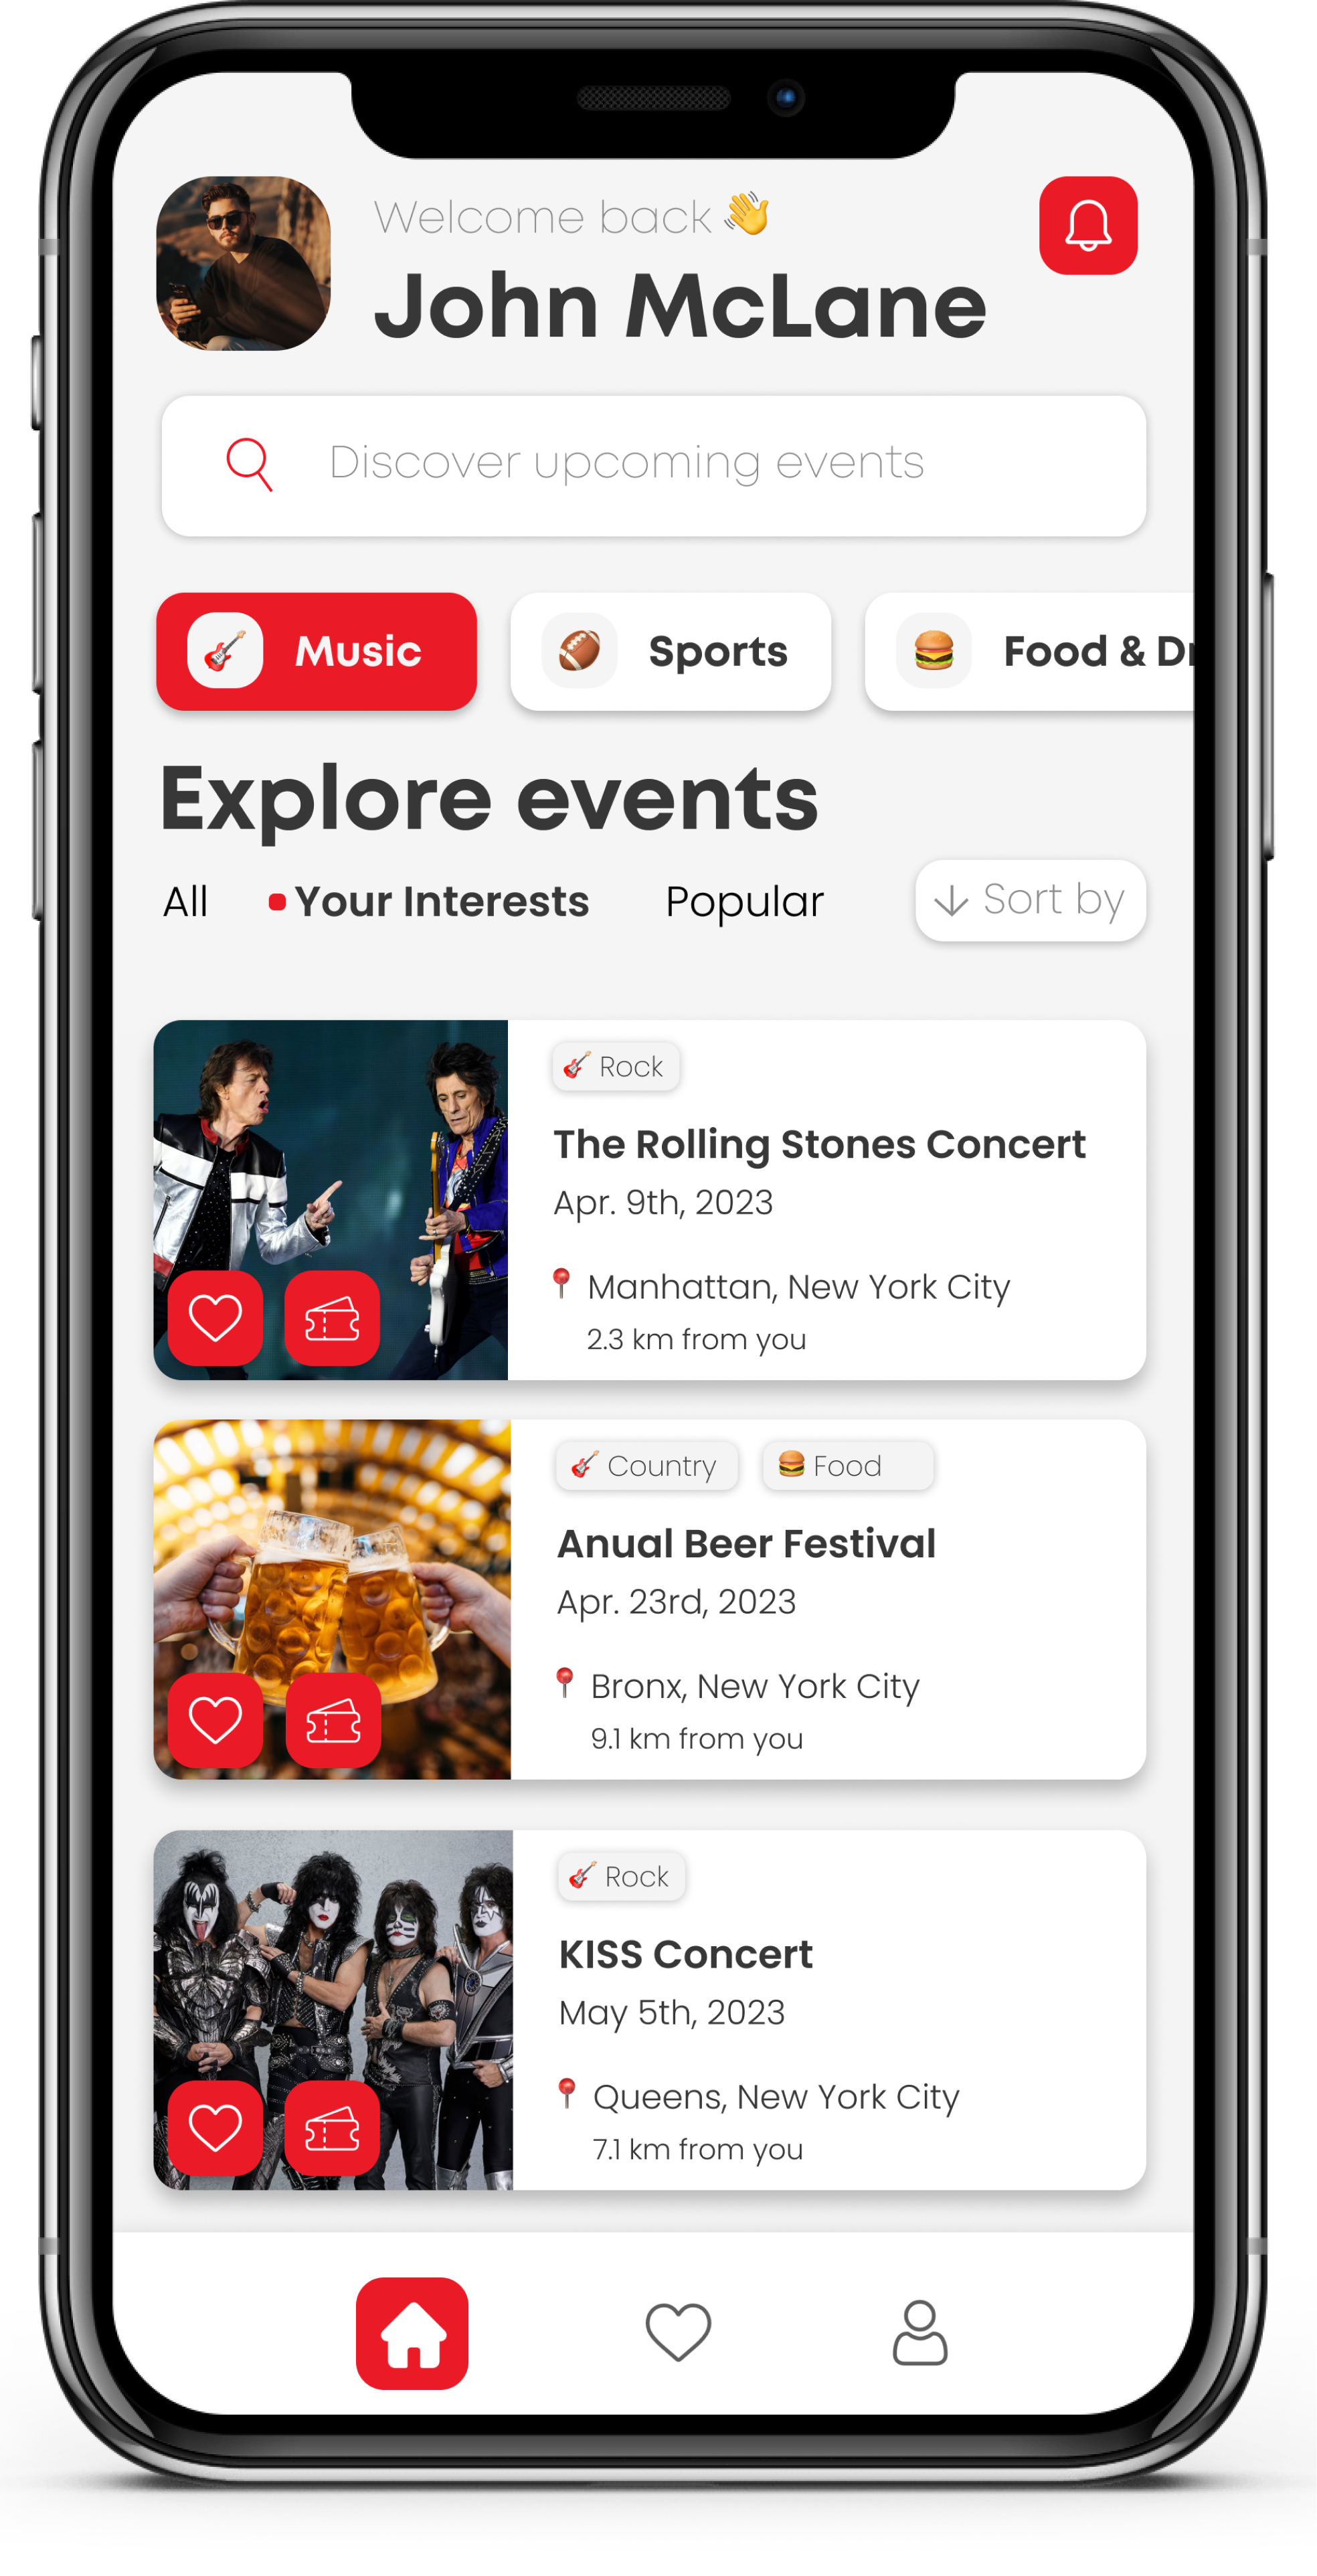 Welcome back 👋
John McLane
Discover upcoming events
Music
Sports
Food & Dr
Explore events
All
Your Interests
Popular
Sort by
Rock
The Rolling Stones Concert
Apr. 9th, 2023
Manhattan, New York City
2.3 km from you
Country
Food
Anual Beer Festival
Apr. 23rd, 2023
Bronx, New York City
9.1 km from you
Rock
KISS Concert
May 5th, 2023
Queens, New York City
7.1 km from you